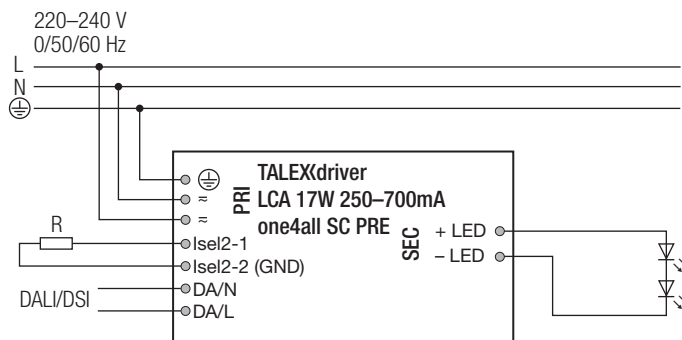 220–240 V
0/50/60 Hz
L
N
TALEXXdriver
LCA 17W 250–700mA
one4all SC PRE
PRI
SEC
≂
≂
R
Isel2-1
Isel2-2 (GND)
DALI/DSI
DA/N
DA/L
+ LED
– LED